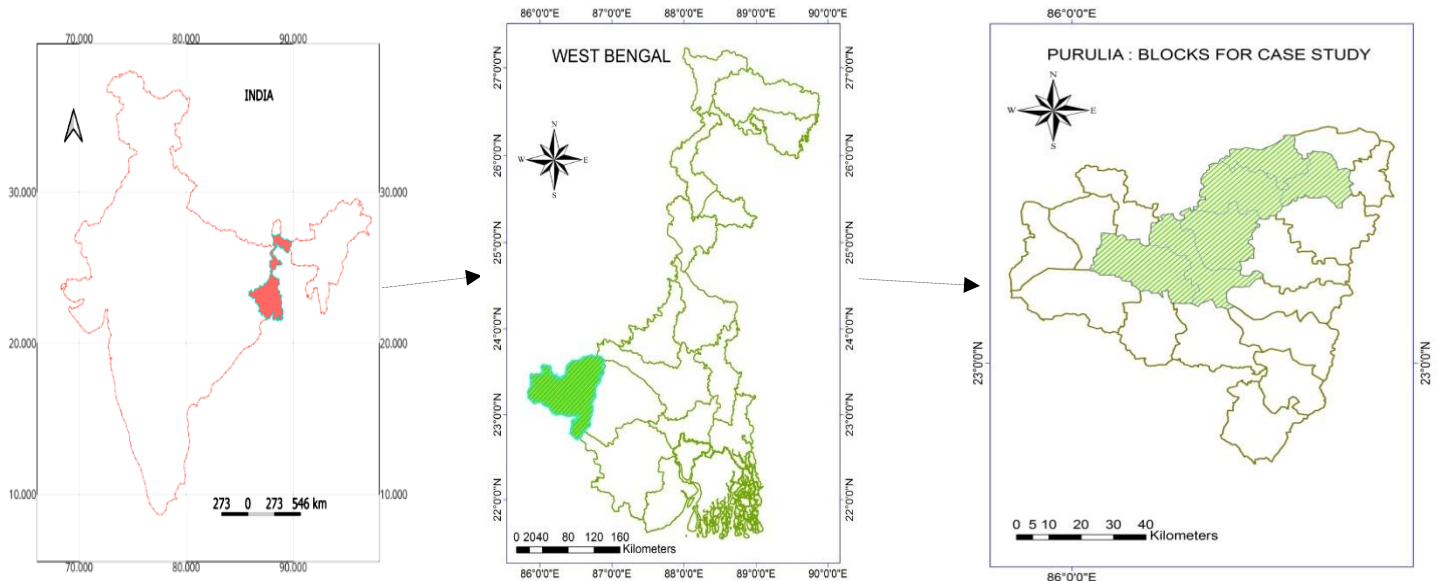 70.000 80.000 90.000
INDIA
30.000 30.000
20.000 20.000
10.000 10.000
273 0 273 546 km
70.000 80.000 90.000
86°0'0"E 87°0'0"E 88°0'0"E 89°0'0"E 90°0'0"E
WEST BENGAL
N
W E
S
27°0'0"N 27°0'0"N
26°0'0"N 26°0'0"N
25°0'0"N 25°0'0"N
24°0'0"N 24°0'0"N
23°0'0"N 23°0'0"N
22°0'0"N 22°0'0"N
0 2040 80 120 160
Kilometers
86°0'0"E 87°0'0"E 88°0'0"E 89°0'0"E 90°0'0"E
86°0'0"E
PURULIA : BLOCKS FOR CASE STUDY
N
W E
S
23°0'0"N 23°0'0"N
0 5 10 20 30 40
Kilometers
86°0'0"E